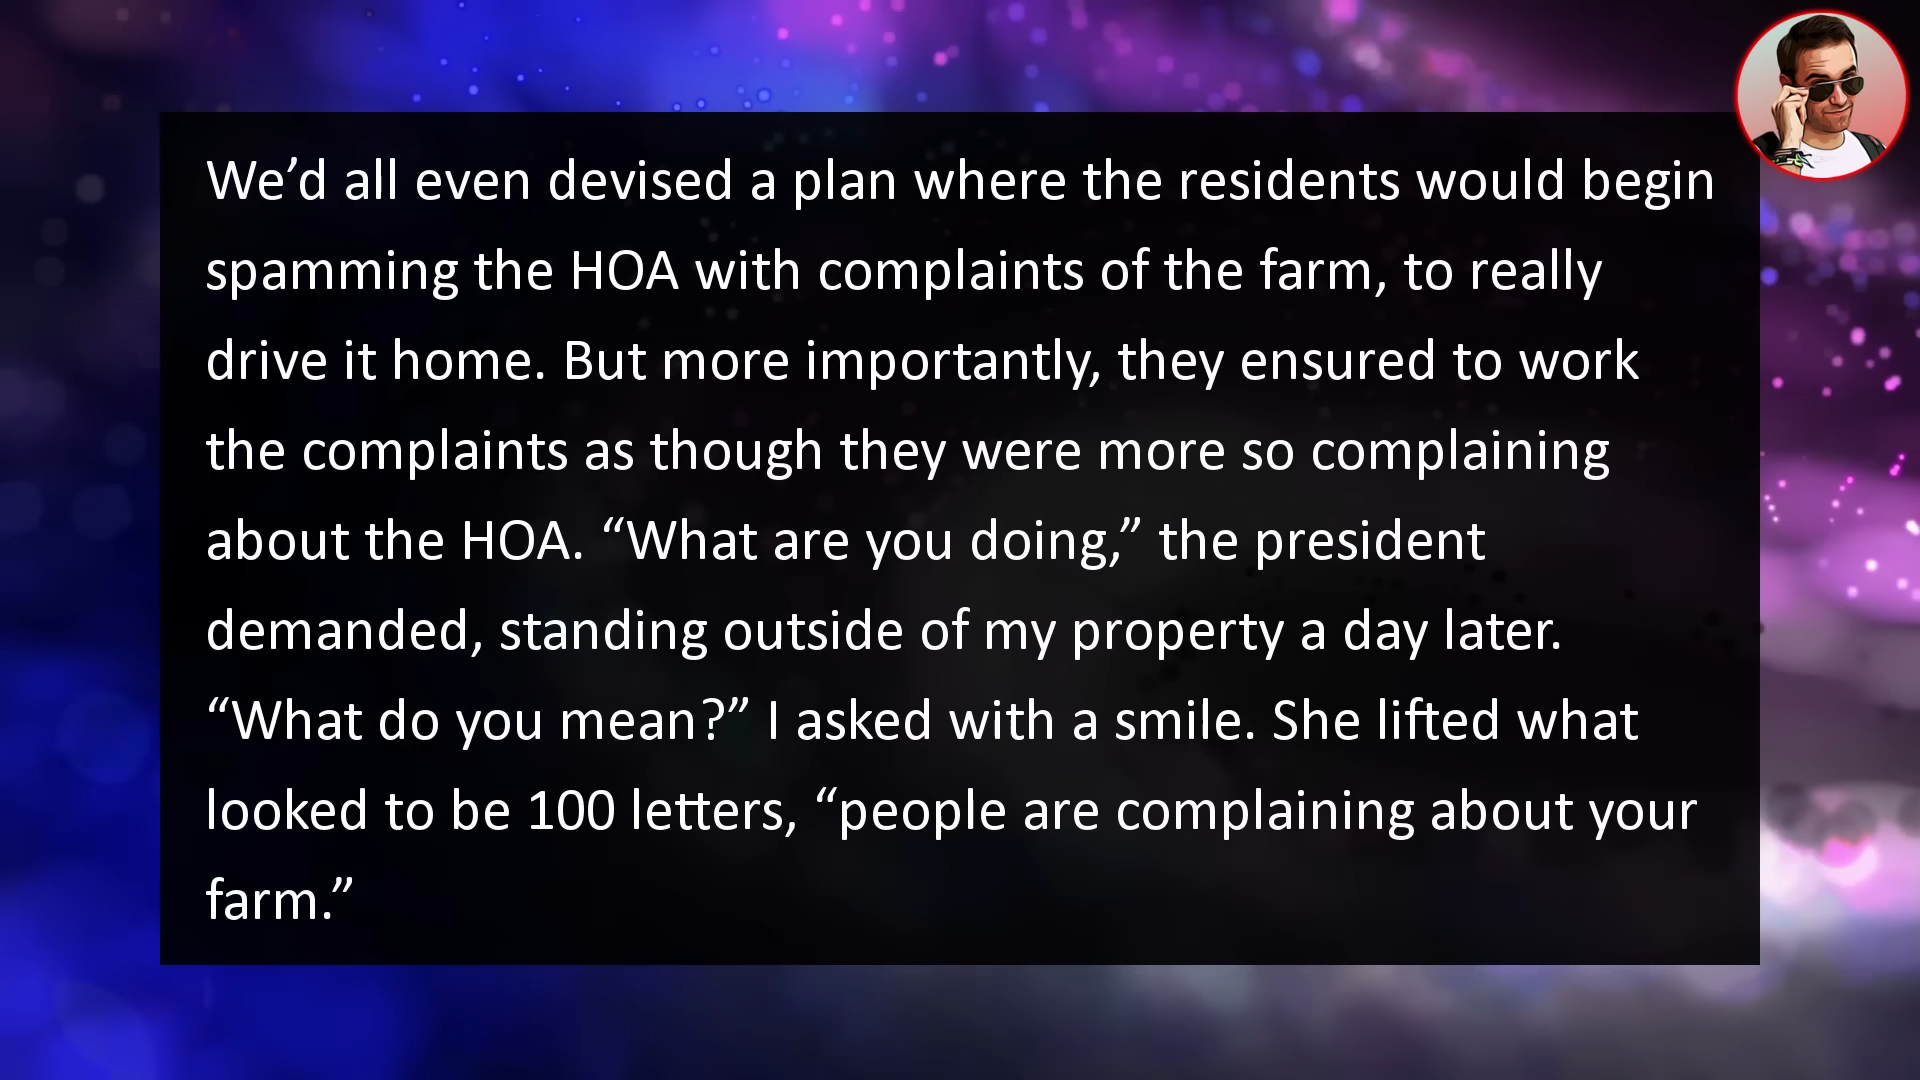 We’d all even devised a plan where the residents would begin
spamming the HOA with complaints of the farm, to really
drive it home. But more importantly, they ensured to work
the complaints as though they were more so complaining
about the HOA. “What are you doing,” the president
demanded, standing outside of my property a day later.
“What do you mean?” I asked with a smile. She lifted what
looked to be 100 letters, “people are complaining about your
farm.”